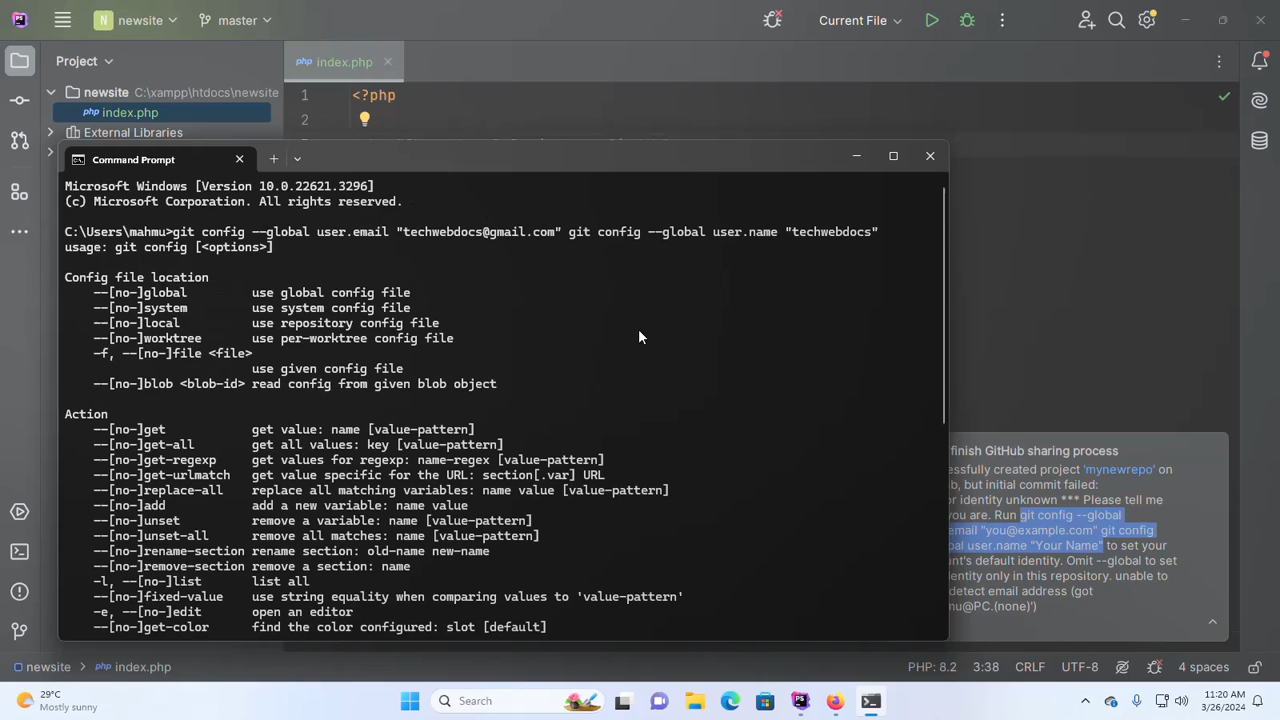 PS
N newsite
master
Current File
Project
php index.php
newsite C:\xampp\htdocs\newsite
php index.php
External Libraries
1 <?php
2
Command Prompt
Microsoft Windows [Version 10.0.22621.3296]
(c) Microsoft Corporation. All rights reserved.
C:\Users\mahmu>git config --global user.email "techwebdocs@gmail.com" git config --global user.name "techwebdocs"
usage: git config [<options>]
Config file location
--[no-]global use global config file
--[no-]system use system config file
--[no-]local use repository config file
--[no-]worktree use per-worktree config file
-f, --[no-]file <file>
use given config file
--[no-]blob <blob-id> read config from given blob object
Action
--[no-]get get value: name [value-pattern]
--[no-]get-all get all values: key [value-pattern]
--[no-]get-regexp get values for regexp: name-regex [value-pattern]
--[no-]get-urlmatch get value specific for the URL: section[.var] URL
--[no-]replace-all replace all matching variables: name value [value-pattern]
--[no-]add add a new variable: name value
--[no-]unset remove a variable: name [value-pattern]
--[no-]unset-all remove all matches: name [value-pattern]
--[no-]rename-section rename section: old-name new-name
--[no-]remove-section remove a section: name
-l, --[no-]list list all
--[no-]fixed-value use string equality when comparing values to 'value-pattern'
-e, --[no-]edit open an editor
--[no-]get-color find the color configured: slot [default]
finish GitHub sharing process
essfully created project 'mynewrepo' on
b, but initial commit failed:
or identity unknown *** Please tell me
you are. Run git config --global
email "you@example.com" git config
bal user.name "Your Name" to set your
unt's default identity. Omit --global to set
dentity only in this repository. unable to
detect email address (got
mu@PC.(none)')
newsite > php index.php
PHP: 8.2 3:38 CRLF UTF-8 4 spaces
29°C
Mostly sunny
Search
PS
11:20 AM
3/26/2024